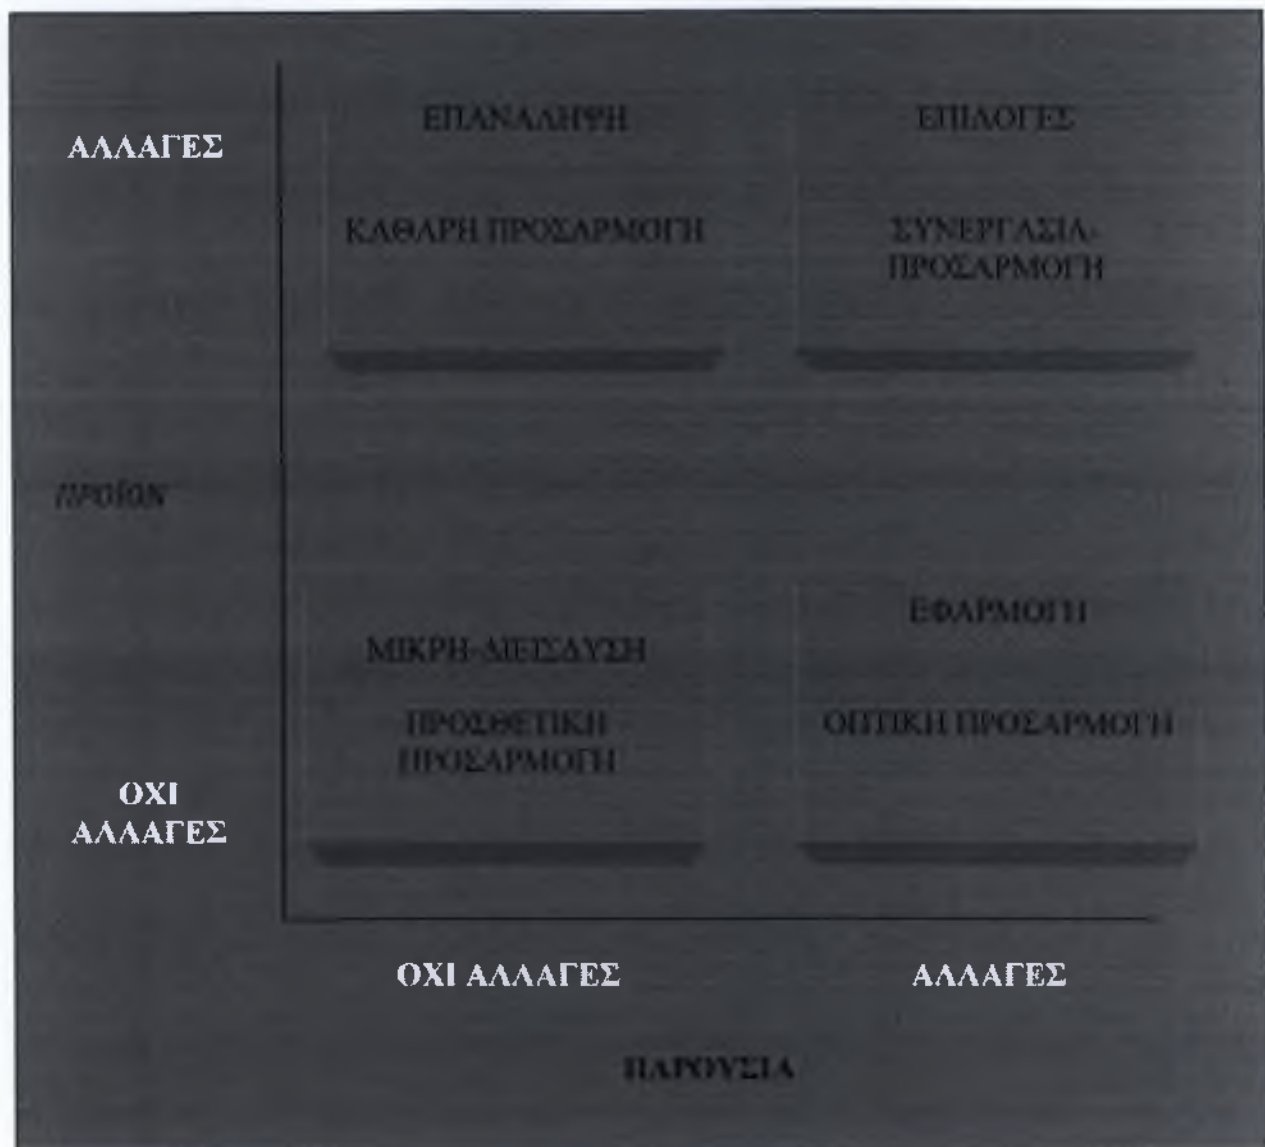 ΑΛΛΑΓΕΣ
ΕΠΑΝΑΛΗΨΗ
ΚΑΘΑΡΗ ΠΡΟΣΑΡΜΟΓΗ
ΕΠΙΛΟΓΕΣ
ΣΥΝΕΡΓΑΣΙΑ-
ΠΡΟΣΑΡΜΟΓΗ
ΠΡΟΪΟΝ
ΜΙΚΡΗ-ΔΙΕΙΣΔΥΣΗ
ΠΡΟΣΘΕΤΙΚΗ
ΠΡΟΣΑΡΜΟΓΗ
ΕΦΑΡΜΟΓΗ
ΟΠΤΙΚΗ ΠΡΟΣΑΡΜΟΓΗ
ΟΧΙ
ΑΛΛΑΓΕΣ
ΟΧΙ ΑΛΛΑΓΕΣ
ΑΛΛΑΓΕΣ
ΠΑΡΟΥΣΙΑ